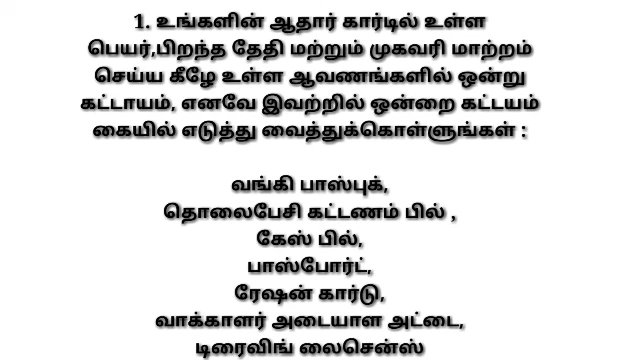 1. உங்களின் ஆதார் கார்டில் உள்ள
பெயர்,பிறந்த தேதி மற்றும் முகவரி மாற்றம்
செய்ய கீழே உள்ள ஆவணங்களில் ஒன்று
கட்டாயம், எனவே இவற்றில் ஒன்றை கட்டயம்
கையில் எடுத்து வைத்துக்கொள்ளுங்கள் :
வங்கி பாஸ்புக்,
தொலைபேசி கட்டணம் பில் ,
கேஸ் பில்,
பாஸ்போர்ட்,
ரேஷன் கார்டு,
வாக்காளர் அடையாள அட்டை,
டிரைவிங் லைசென்ஸ்